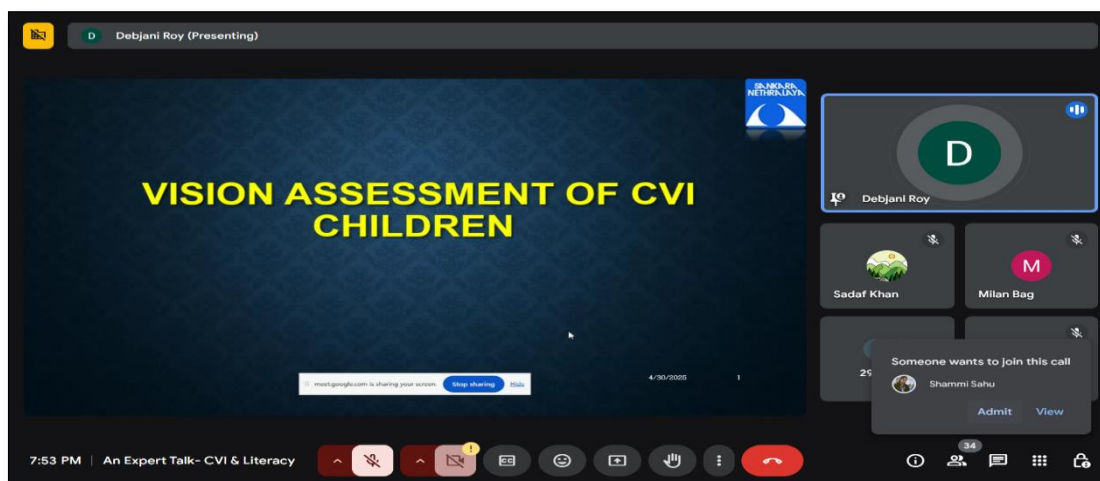 D Debjani Roy (Presenting)
SANKARA
NETHRALAYA
VISION ASSESSMENT OF CVI
CHILDREN
meet.google.com is sharing your screen. Stop sharing Hide
4/30/2025 1
D
Debjani Roy
Sadaf Khan
M
Milan Bag
29
Someone wants to join this call
Shammi Sahu
Admit View
7:53 PM | An Expert Talk- CVI & Literacy
CC
34